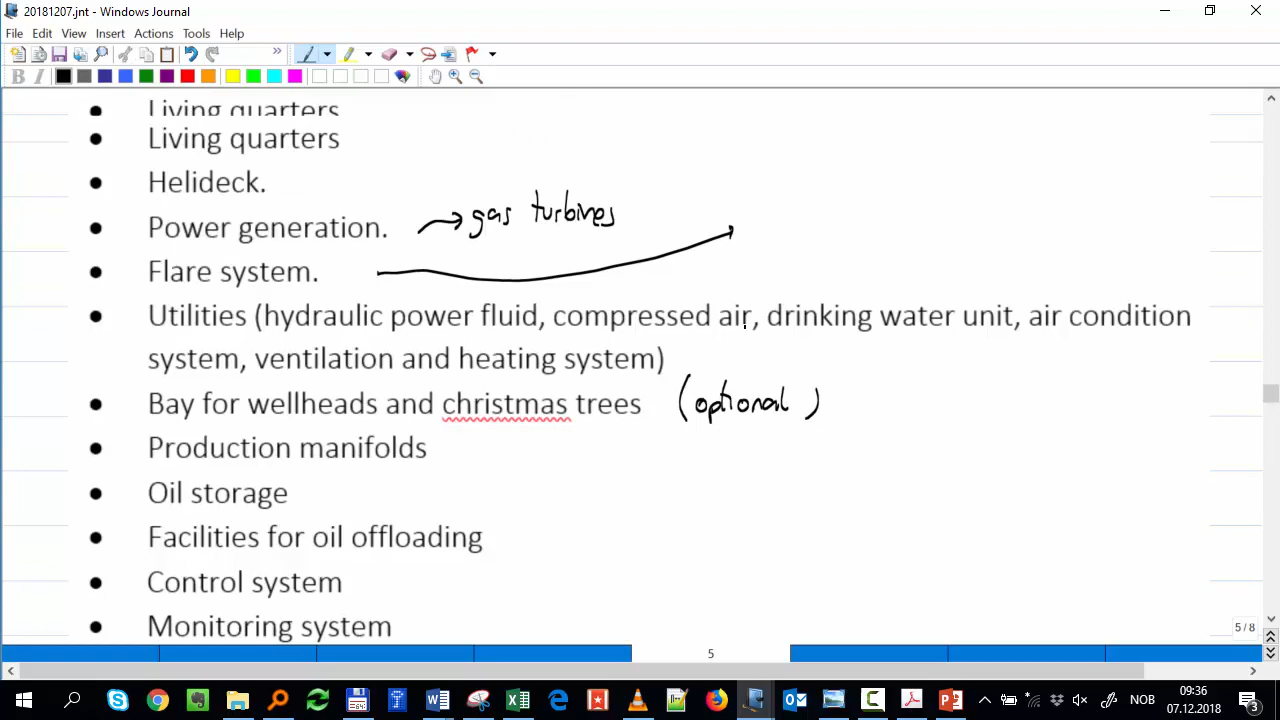 20181207.jnt - Windows Journal
File Edit View Insert Actions Tools Help
B I
Living quarters
• Living quarters
• Helideck.
• Power generation. → gas turbines
• Flare system.
• Utilities (hydraulic power fluid, compressed air, drinking water unit, air condition
system, ventilation and heating system)
• Bay for wellheads and christmas trees (optional)
• Production manifolds
• Oil storage
• Facilities for oil offloading
• Control system
• Monitoring system
5 / 8
5
NOB
09:36
07.12.2018